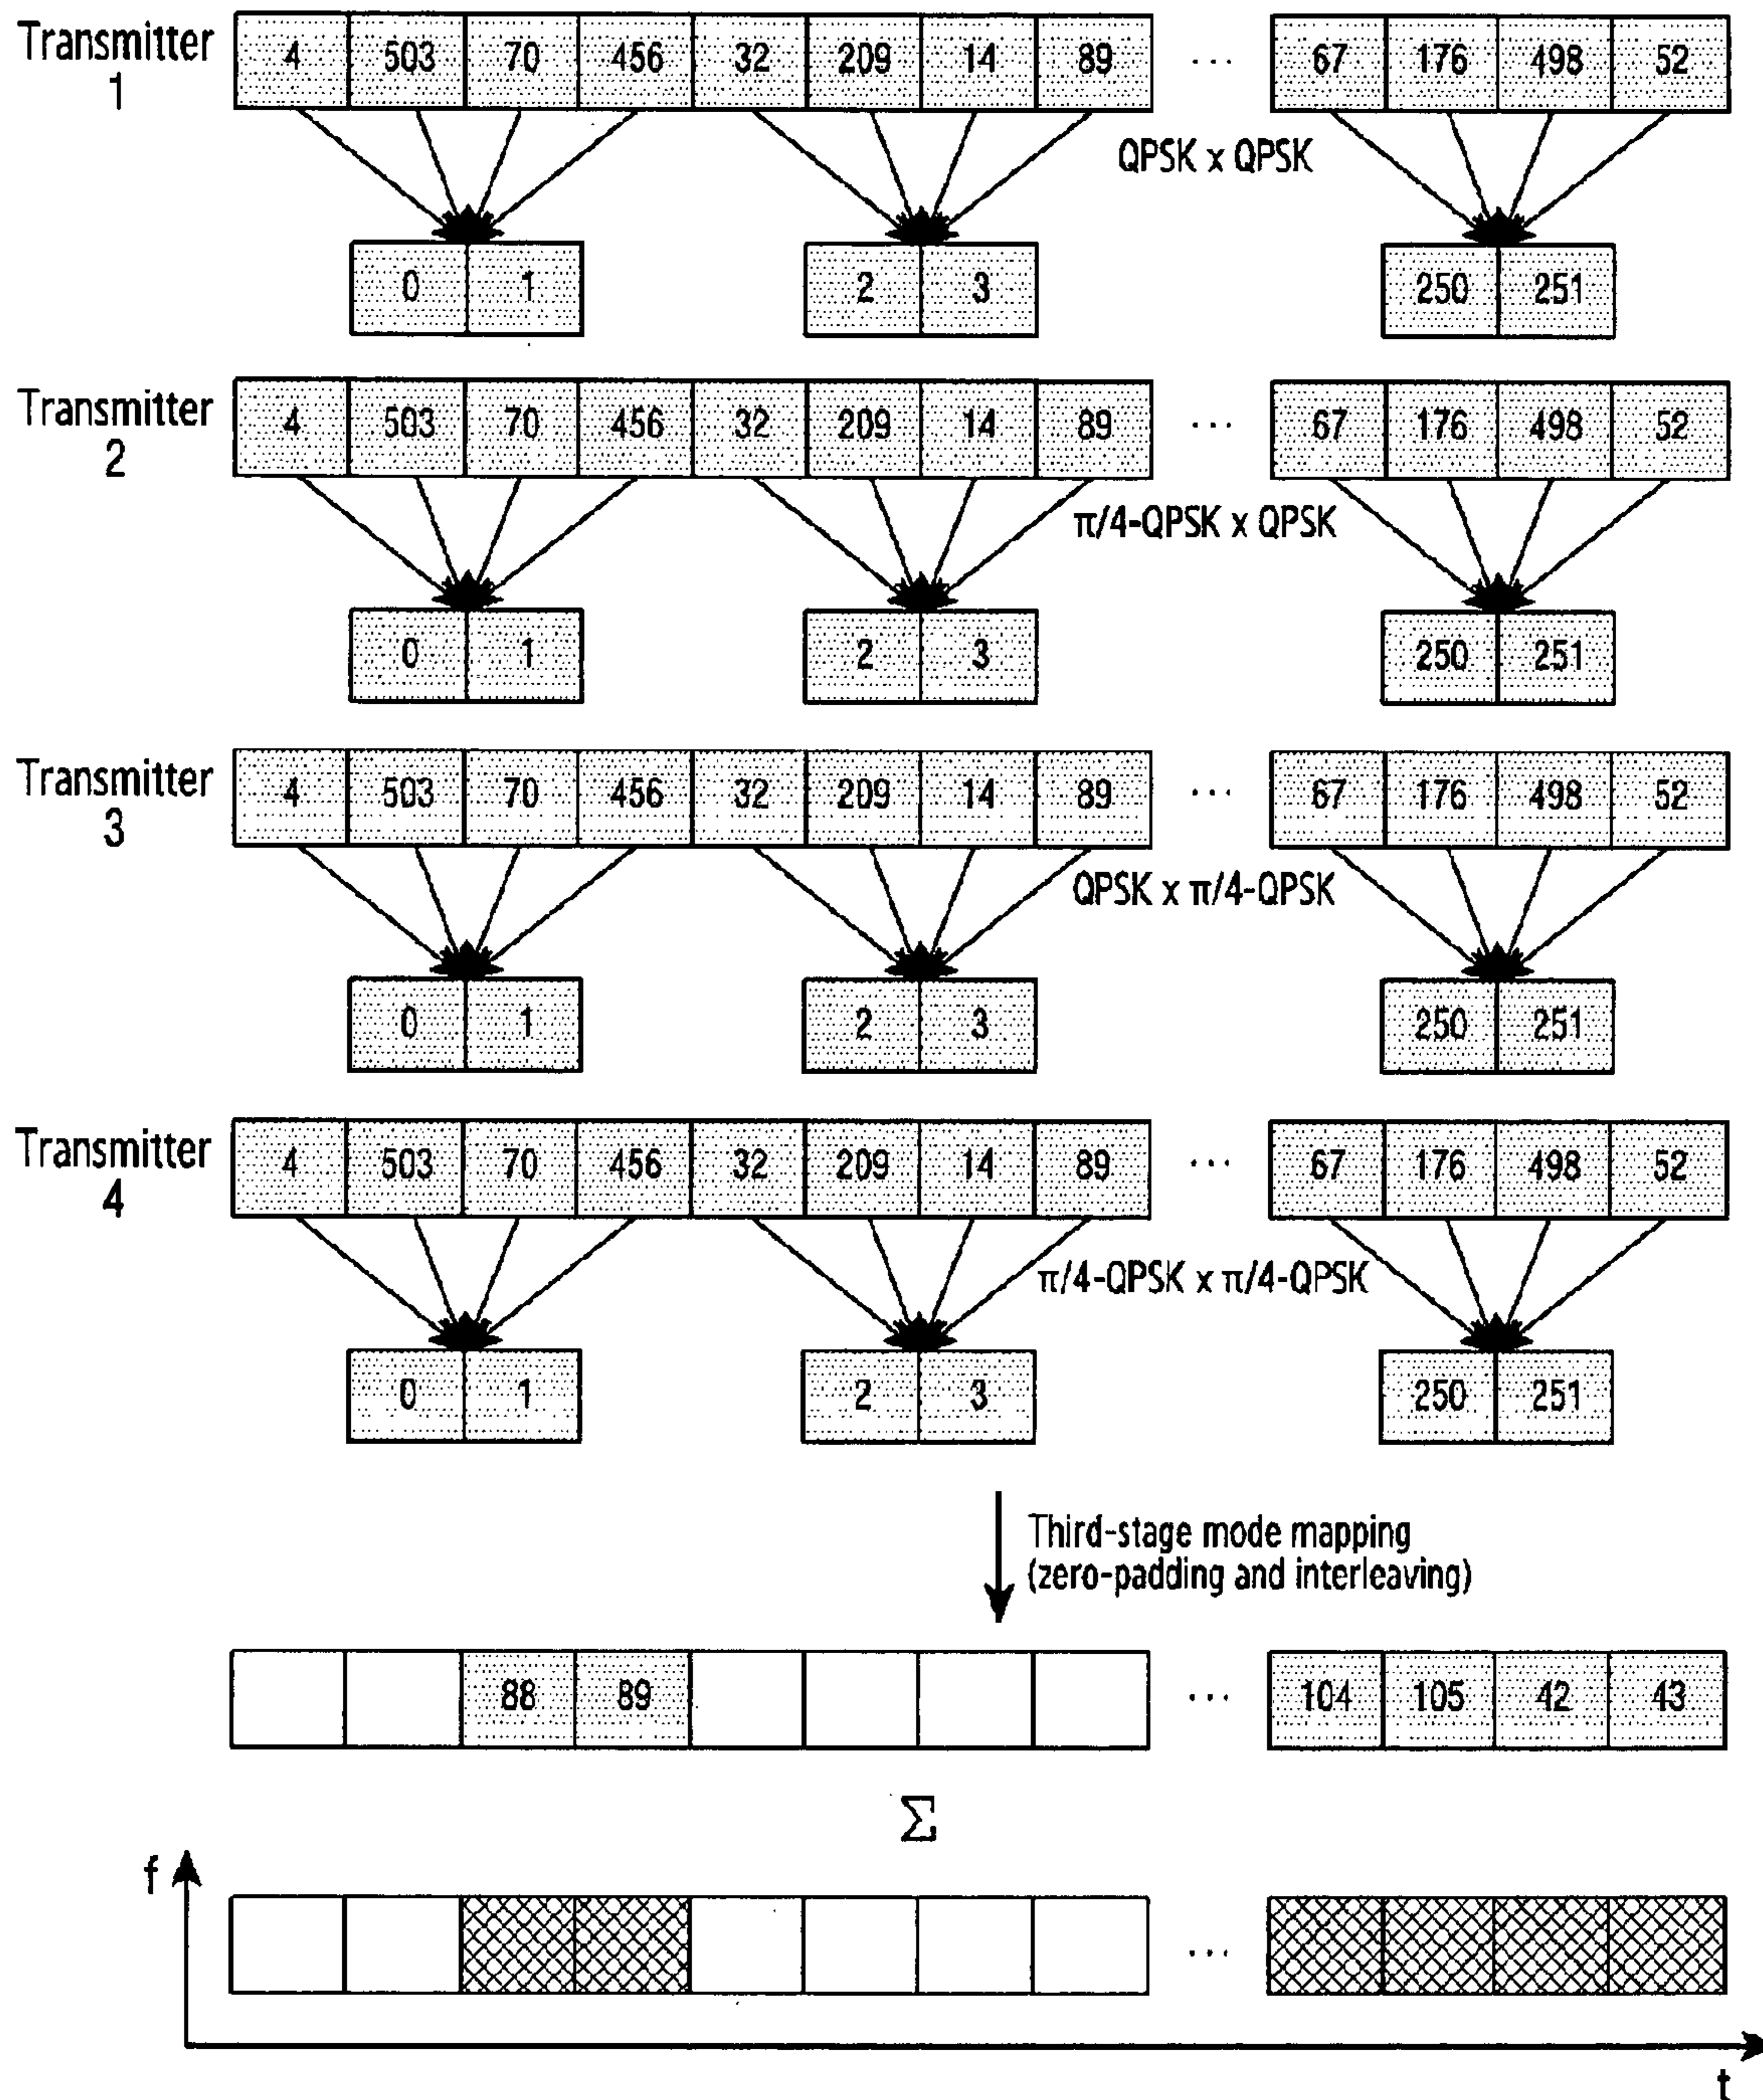 Transmitter 1
4 503 70 456 32 209 14 89 ... 67 176 498 52
QPSK x QPSK
0 1 2 3 250 251
Transmitter 2
4 503 70 456 32 209 14 89 ... 67 176 498 52
π/4-QPSK x QPSK
0 1 2 3 250 251
Transmitter 3
4 503 70 456 32 209 14 89 ... 67 176 498 52
QPSK x π/4-QPSK
0 1 2 3 250 251
Transmitter 4
4 503 70 456 32 209 14 89 ... 67 176 498 52
π/4-QPSK x π/4-QPSK
0 1 2 3 250 251
Third-stage mode mapping
(zero-padding and interleaving)
88 89 ... 104 105 42 43
Σ
f
...
t